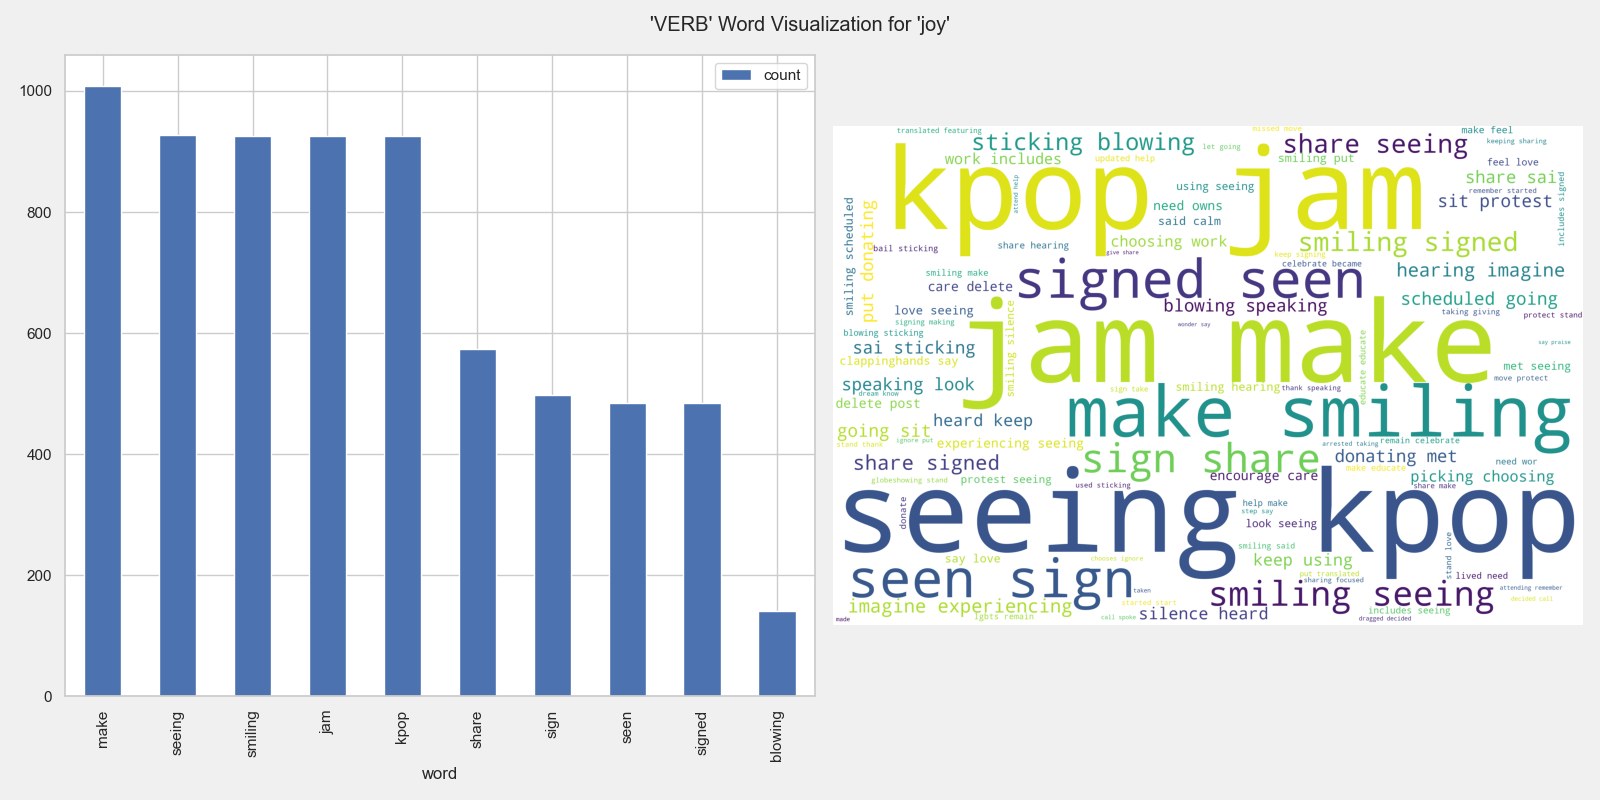 'VERB' Word Visualization for 'joy'
count
1000
800
600
400
200
0
make
seeing
smiling
jam
kpop
share
sign
seen
signed
blowing
word
translated featuring
sticking blowing
let going
missed move
share seeing
make feel
keeping sharing
work includes
updated help
smiling put
feel love
kpop jam
attend help
using seeing
share sai
remember started
includes signed
smiling scheduled
put donating
need owns
sit protest
said calm
bail sticking
share hearing
choosing work
give share
smiling signed
keep signing
celebrate became
hearing imagine
smiling make
care delete
signed seen
scheduled going
love seeing
blowing speaking
taking giving
protect stand
signing making
smiling silence
wonder say
blowing sticking
jam make
educate educate
say praise
sai sticking
clappinghands say
met seeing
speaking look
dream know
sign take
smiling hearing
thank speaking
move protect
delete post
make smiling
heard keep
going sit
ignore put
stand thank
experiencing seeing
arrested taking
remain celebrate
share signed
sign share
donating met
need wor
make educate
globeshowing stand
protest seeing
used sticking
encourage care
picking choosing
share make
seeing kpop
donate
help make
step say
look seeing
smiling said
stand love
say love
chooses ignore
keep using
put translated
sharing focused
lived need
seen sign
taken
attending remember
imagine experiencing
started start
smiling seeing
decided call
made
lgbts remain
call spoke
silence heard
includes seeing
dragged decided